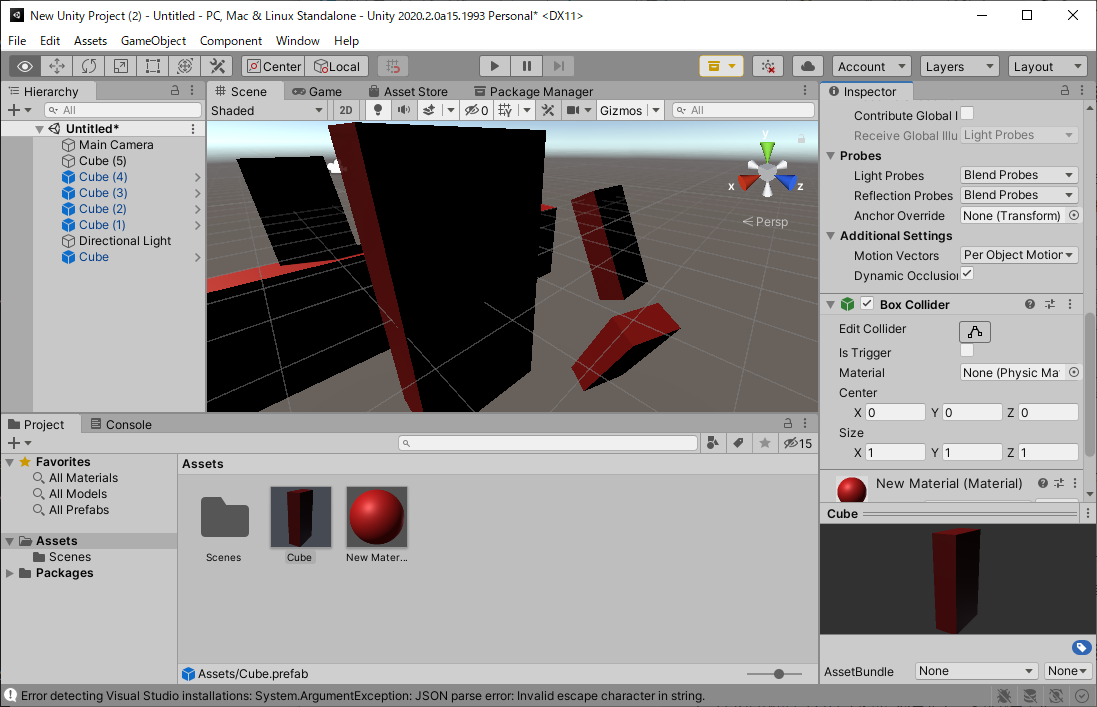 New Unity Project (2) - Untitled - PC, Mac & Linux Standalone - Unity 2020.2.0a15.1993 Personal* <DX11>
File Edit Assets GameObject Component Window Help
Center Local Account Layers Layout
Hierarchy
All
Untitled*
Main Camera
Cube (5)
Cube (4)
Cube (3)
Cube (2)
Cube (1)
Directional Light
Cube
Scene Game Asset Store Package Manager
Shaded 2D 0 Gizmos All
y
x z
Persp
Inspector
Contribute Global I
Receive Global Illu Light Probes
Probes
Light Probes Blend Probes
Reflection Probes Blend Probes
Anchor Override None (Transform)
Additional Settings
Motion Vectors Per Object Motion
Dynamic Occlusion
Box Collider
Edit Collider
Is Trigger
Material None (Physic Ma
Center
X 0 Y 0 Z 0
Size
X 1 Y 1 Z 1
New Material (Material)
Cube
AssetBundle None None
Project Console
15
Favorites
All Materials
All Models
All Prefabs
Assets
Scenes
Packages
Assets
Scenes Cube New Mater...
Assets/Cube.prefab
Error detecting Visual Studio installations: System.ArgumentException: JSON parse error: Invalid escape character in string.